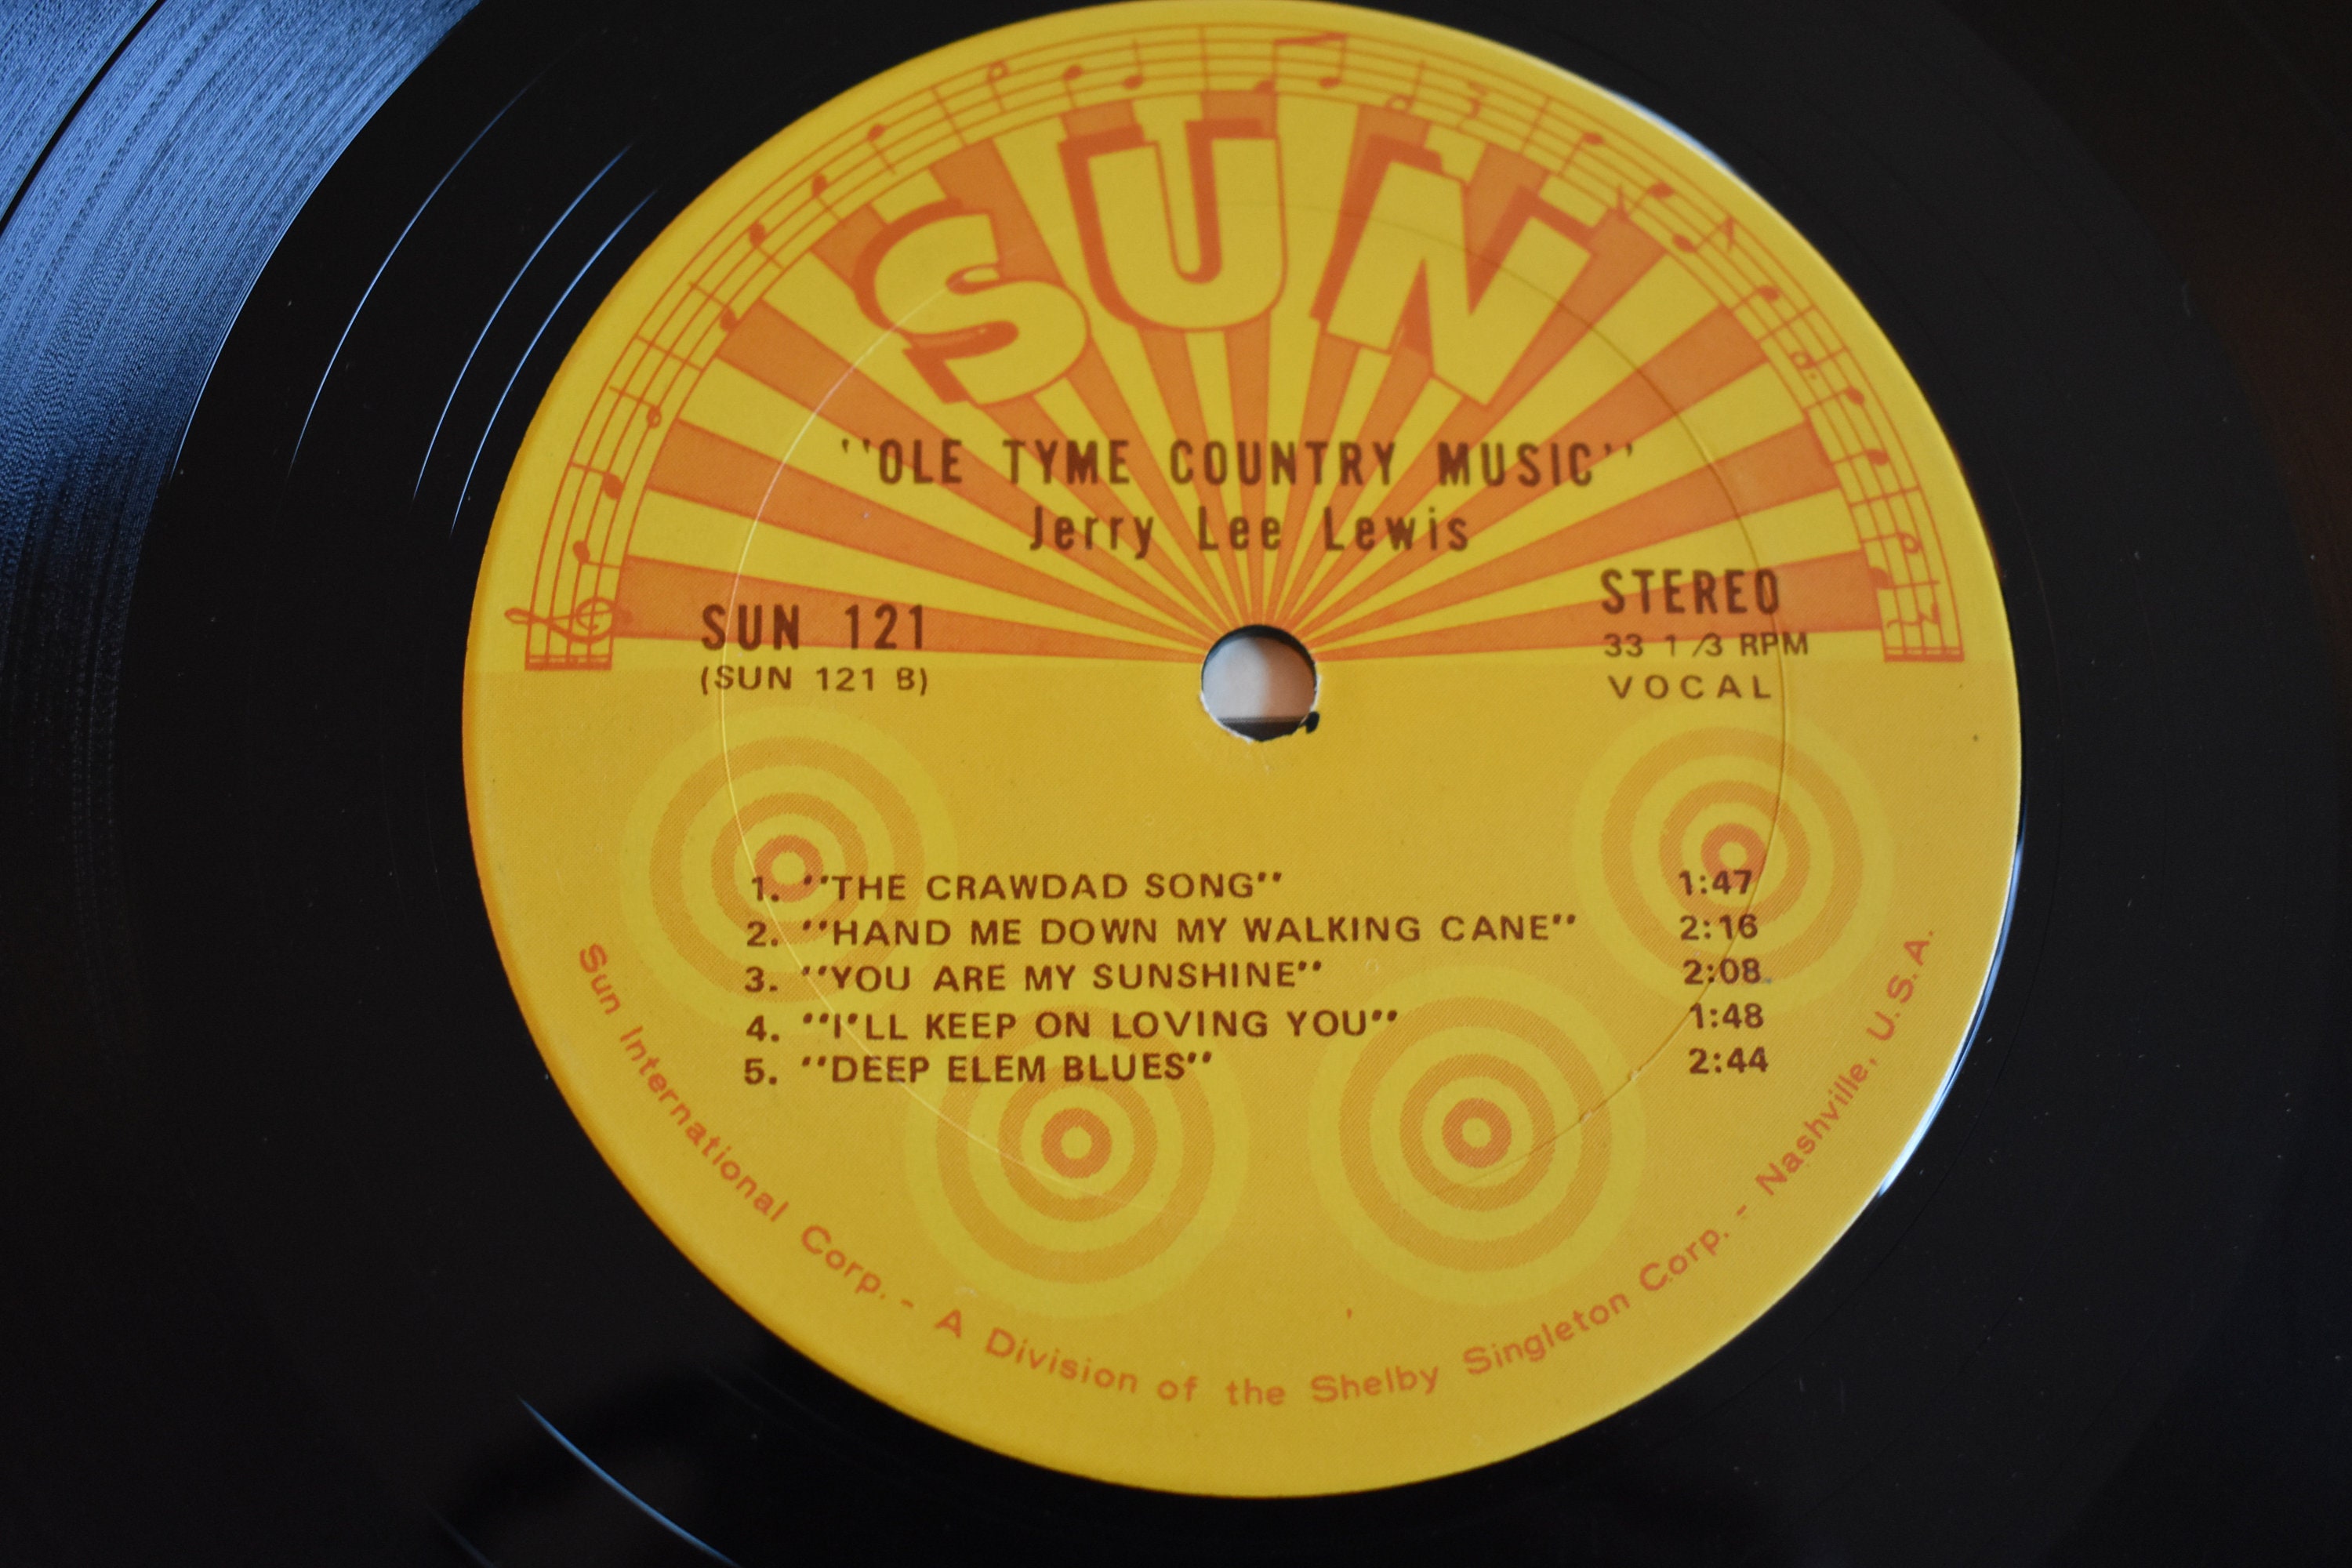 SUN
"OLE TYME COUNTRY MUSIC"
Jerry Lee Lewis
SUN 121
(SUN 121 B)
STEREO
33 1/3 RPM
VOCAL
1. "THE CRAWDAD SONG" 1:47
2. "HAND ME DOWN MY WALKING CANE" 2:16
3. "YOU ARE MY SUNSHINE" 2:08
4. "I'LL KEEP ON LOVING YOU" 1:48
5. "DEEP ELEM BLUES" 2:44
Sun International Corp. - A Division of the Shelby Singleton Corp. - Nashville, U.S.A.